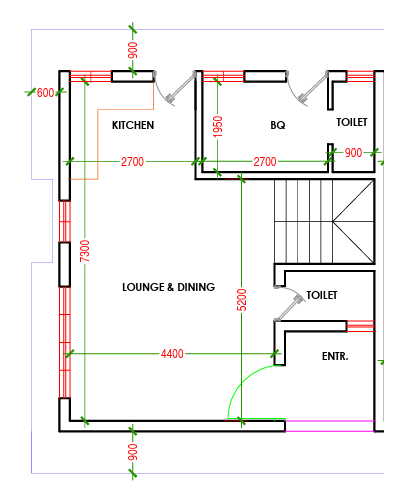 900
600
KITCHEN
1950
BQ
TOILET
900
2700
2700
7300
LOUNGE & DINING
5200
TOILET
4400
ENTR.
900